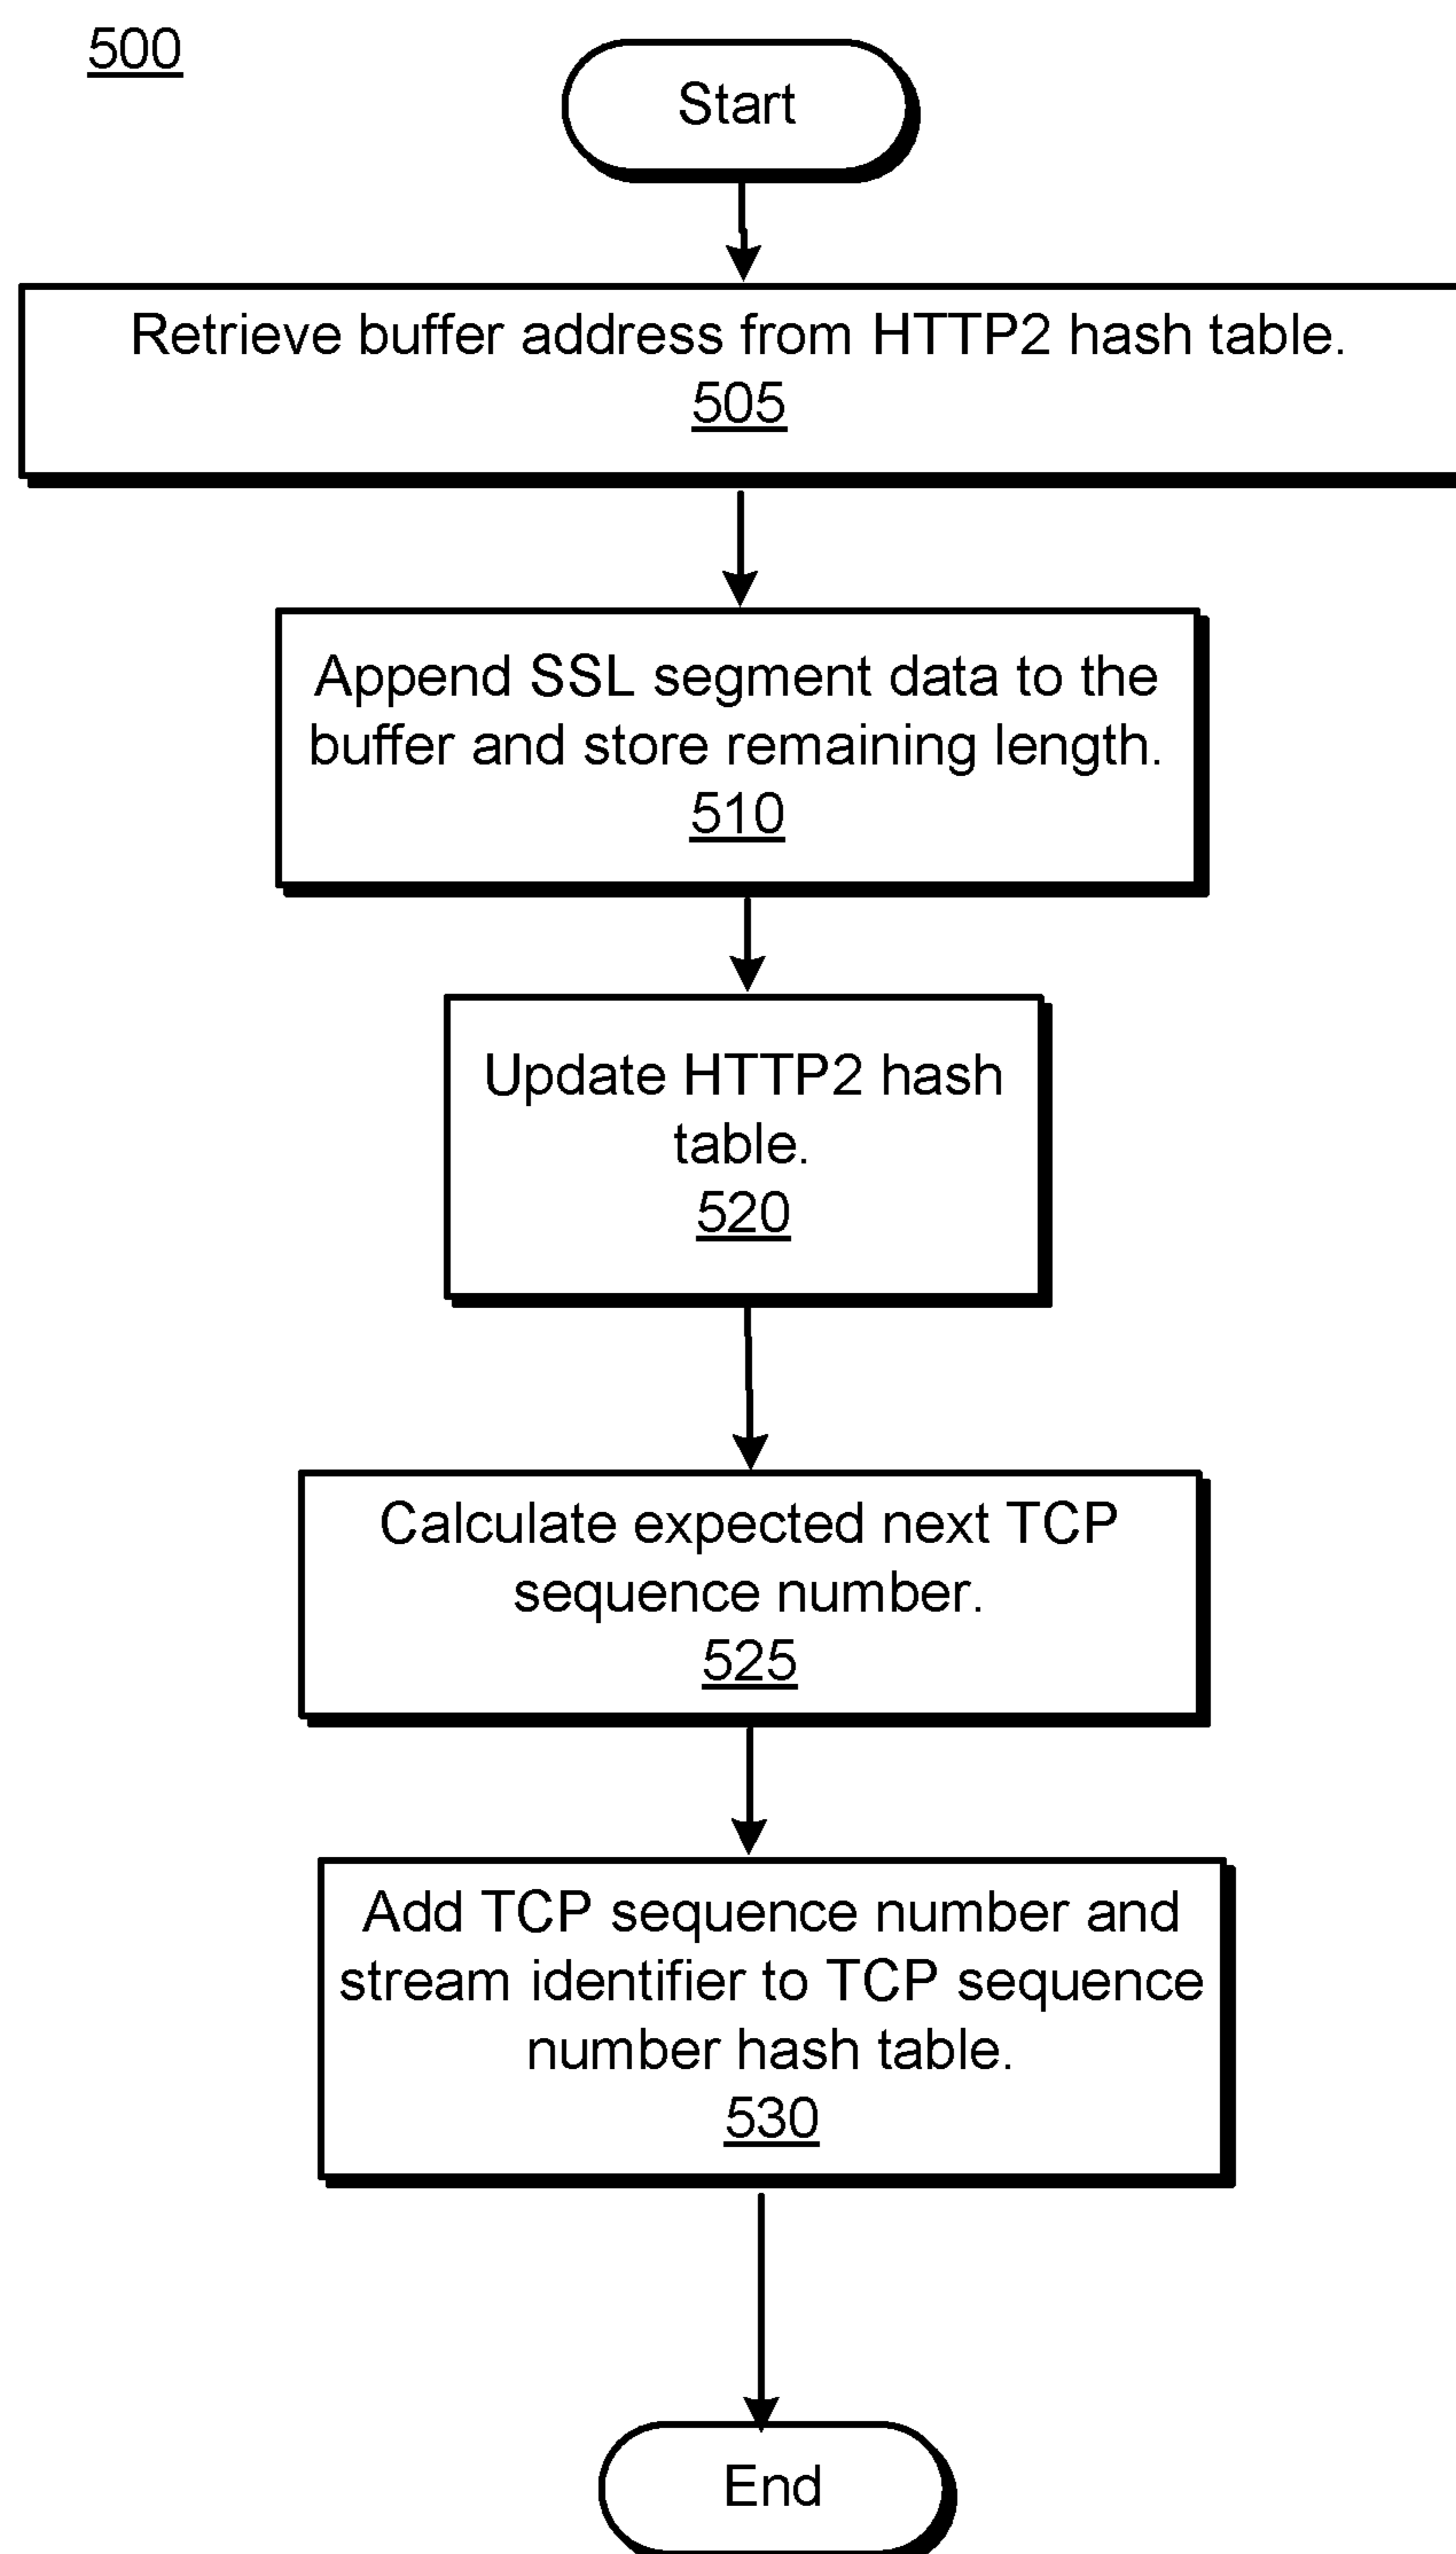 500
Start
Retrieve buffer address from HTTP2 hash table.
505
Append SSL segment data to the
buffer and store remaining length.
510
Update HTTP2 hash
table.
520
Calculate expected next TCP
sequence number.
525
Add TCP sequence number and
stream identifier to TCP sequence
number hash table.
530
End